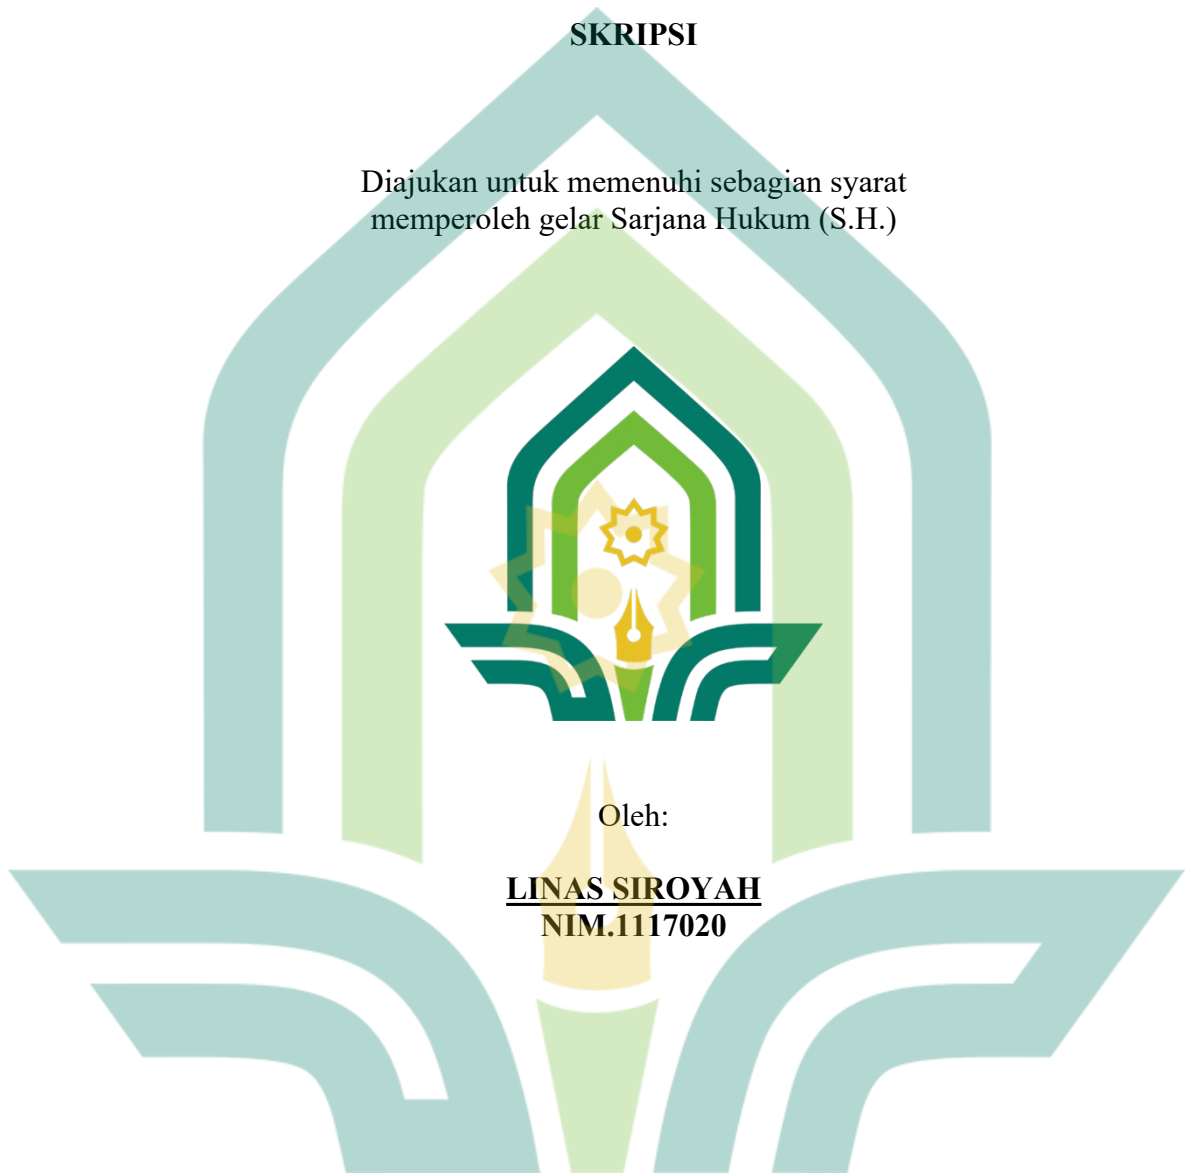 SKRIPSI
Diajukan untuk memenuhi sebagian syarat
memperoleh gelar Sarjana Hukum (S.H.)
Oleh:
LINAS SIROYAH
NIM.1117020